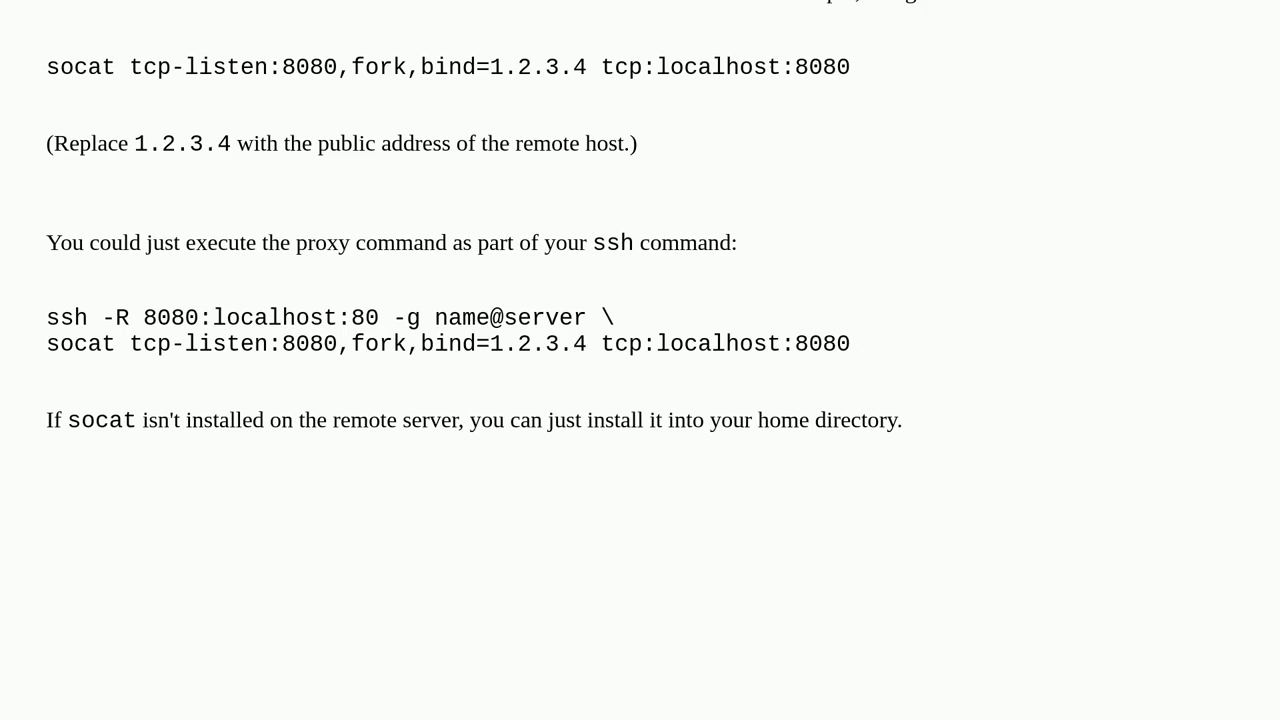 socat tcp-listen:8080,fork,bind=1.2.3.4 tcp:localhost:8080
(Replace 1.2.3.4 with the public address of the remote host.)
You could just execute the proxy command as part of your ssh command:
ssh -R 8080:localhost:80 -g name@server \
socat tcp-listen:8080,fork,bind=1.2.3.4 tcp:localhost:8080
If socat isn't installed on the remote server, you can just install it into your home directory.